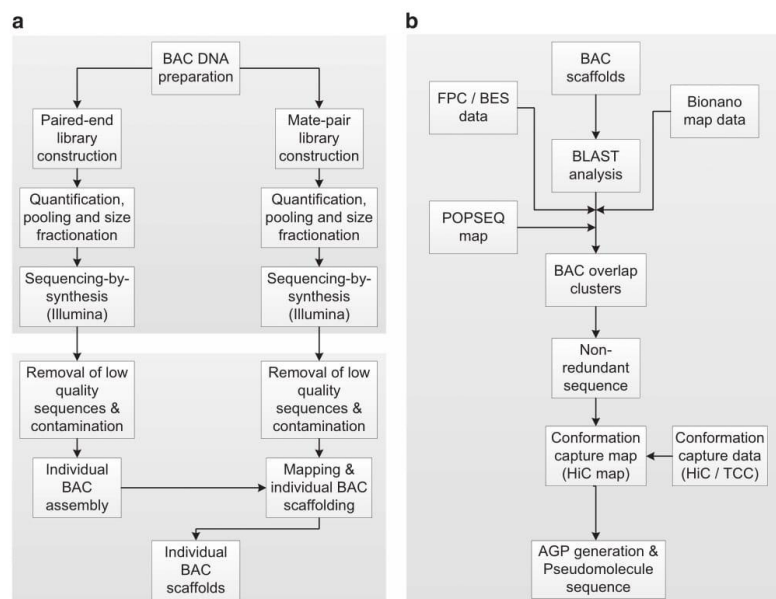 a
BAC DNA
preparation
Paired-end
library
construction
Mate-pair
library
construction
Quantification,
pooling and size
fractionation
Quantification,
pooling and size
fractionation
Sequencing-by-
synthesis
(Illumina)
Sequencing-by-
synthesis
(Illumina)
Removal of low
quality
sequences &
contamination
Removal of low
quality
sequences &
contamination
Individual
BAC
assembly
Mapping &
individual BAC
scaffolding
Individual
BAC
scaffolds
b
BAC
scaffolds
FPC / BES
data
Bionano
map data
BLAST
analysis
POPSEQ
map
BAC overlap
clusters
Non-
redundant
sequence
Conformation
capture map
(HiC map)
Conformation
capture data
(HiC / TCC)
AGP generation &
Pseudomolecule
sequence